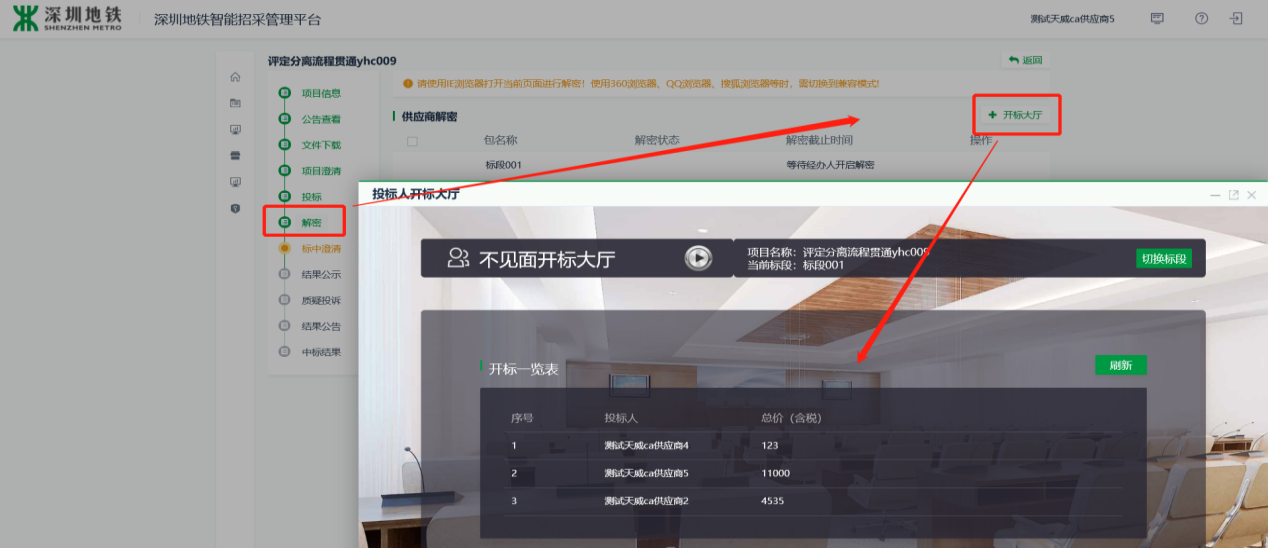 深圳地铁
SHENZHEN METRO
深圳地铁智能招采管理平台
测试天威ca供应商5
评定分离流程贯通yhc009
返回
项目信息
公告查看
文件下载
项目澄清
投标
解密
标中澄清
结果公示
质疑投诉
结果公告
中标结果
请使用IE浏览器打开当前页面进行解密！使用360浏览器、QQ浏览器、搜狐浏览器等时，需切换到兼容模式！
供应商解密
开标大厅
包名称 解密状态 解密截止时间 操作
标段001 等待经办人开启解密
投标人开标大厅
不见面开标大厅
项目名称：评定分离流程贯通yhc009
当前标段：标段001
切换标段
开标一览表
刷新
序号 投标人 总价（含税）
1 测试天威ca供应商4 123
2 测试天威ca供应商5 11000
3 测试天威ca供应商2 4535